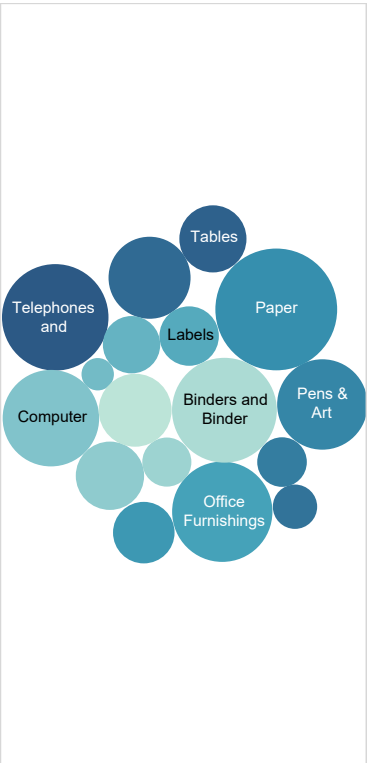 Tables
Telephones
and
Paper
Labels
Computer
Binders and
Binder
Pens &
Art
Office
Furnishings